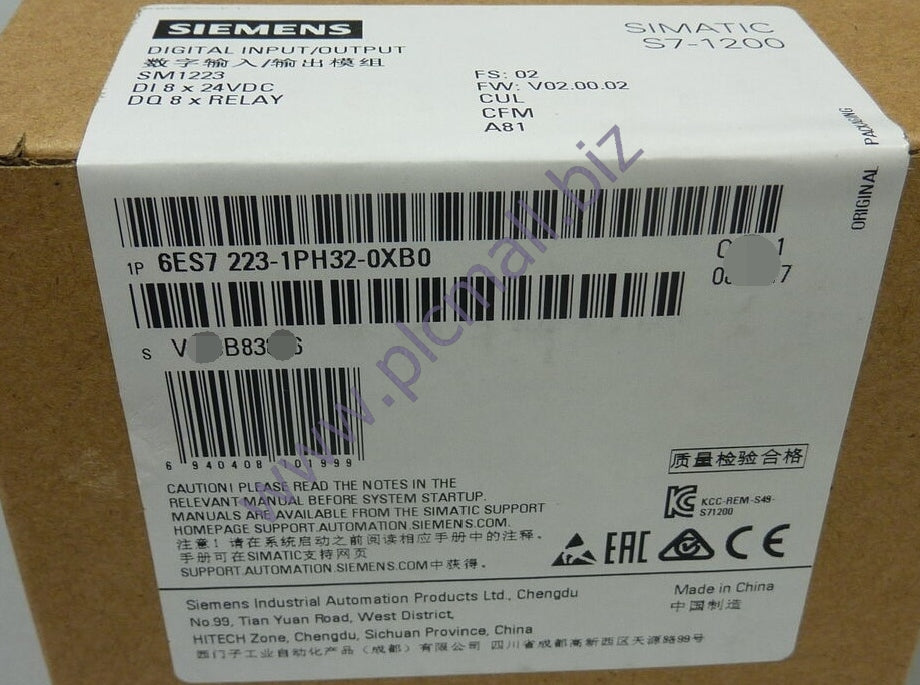 SIEMENS
SIMATIC
S7-1200
DIGITAL INPUT/OUTPUT
数字输入/输出模组
SM1223
DI 8 x 24VDC
DQ 8 x RELAY
FS: 02
FW: V02.00.02
CUL
CFM
A81
ORIGINAL PACKAGING
1P 6ES7 223-1PH32-0XB0
S
6 940408 101999
www.plcmall.biz
CAUTION! PLEASE READ THE NOTES IN THE
RELEVANT MANUAL BEFORE SYSTEM STARTUP.
MANUALS ARE AVAILABLE FROM THE SIMATIC SUPPORT
HOMEPAGE SUPPORT.AUTOMATION.SIEMENS.COM.
注意! 请在系统启动之前阅读相应手册中的注释。
手册可在SIMATIC支持网页
SUPPORT.AUTOMATION.SIEMENS.COM中获得。
质量检验合格
KCC-REM-S49-
S71200
EAC
CE
Siemens Industrial Automation Products Ltd., Chengdu
No.99, Tian Yuan Road, West District,
HITECH Zone, Chengdu, Sichuan Province, China
西门子工业自动化产品（成都）有限公司 四川省成都高新西区天源路99号
Made in China
中国制造